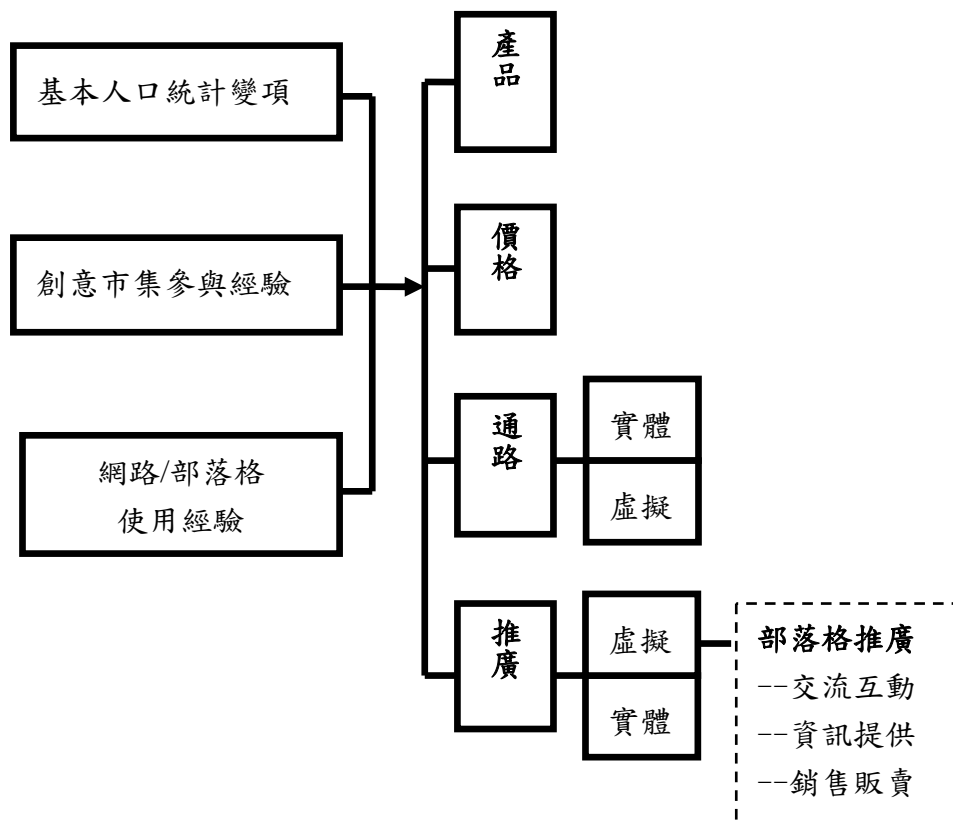 基本人口統計變項
創意市集參與經驗
網路/部落格
使用經驗
產品
價格
通路
實體
虛擬
推廣
虛擬
實體
部落格推廣
--交流互動
--資訊提供
--銷售販賣